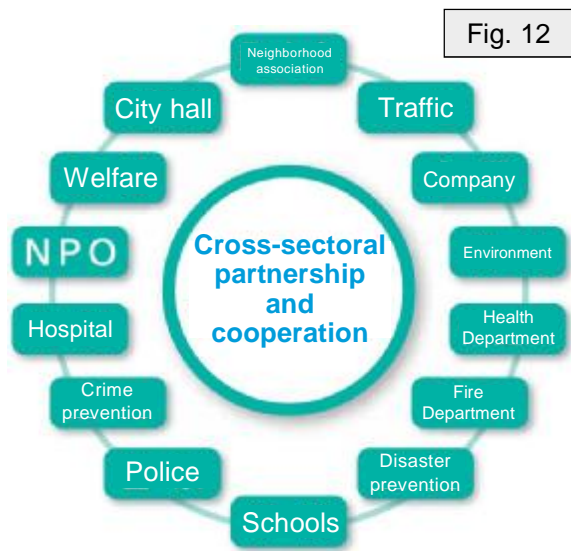 Fig. 12
Neighborhood
association
City hall
Traffic
Welfare
Company
NPO
Environment
Cross-sectoral
partnership
and
cooperation
Hospital
Health
Department
Crime
prevention
Fire
Department
Police
Disaster
prevention
Schools